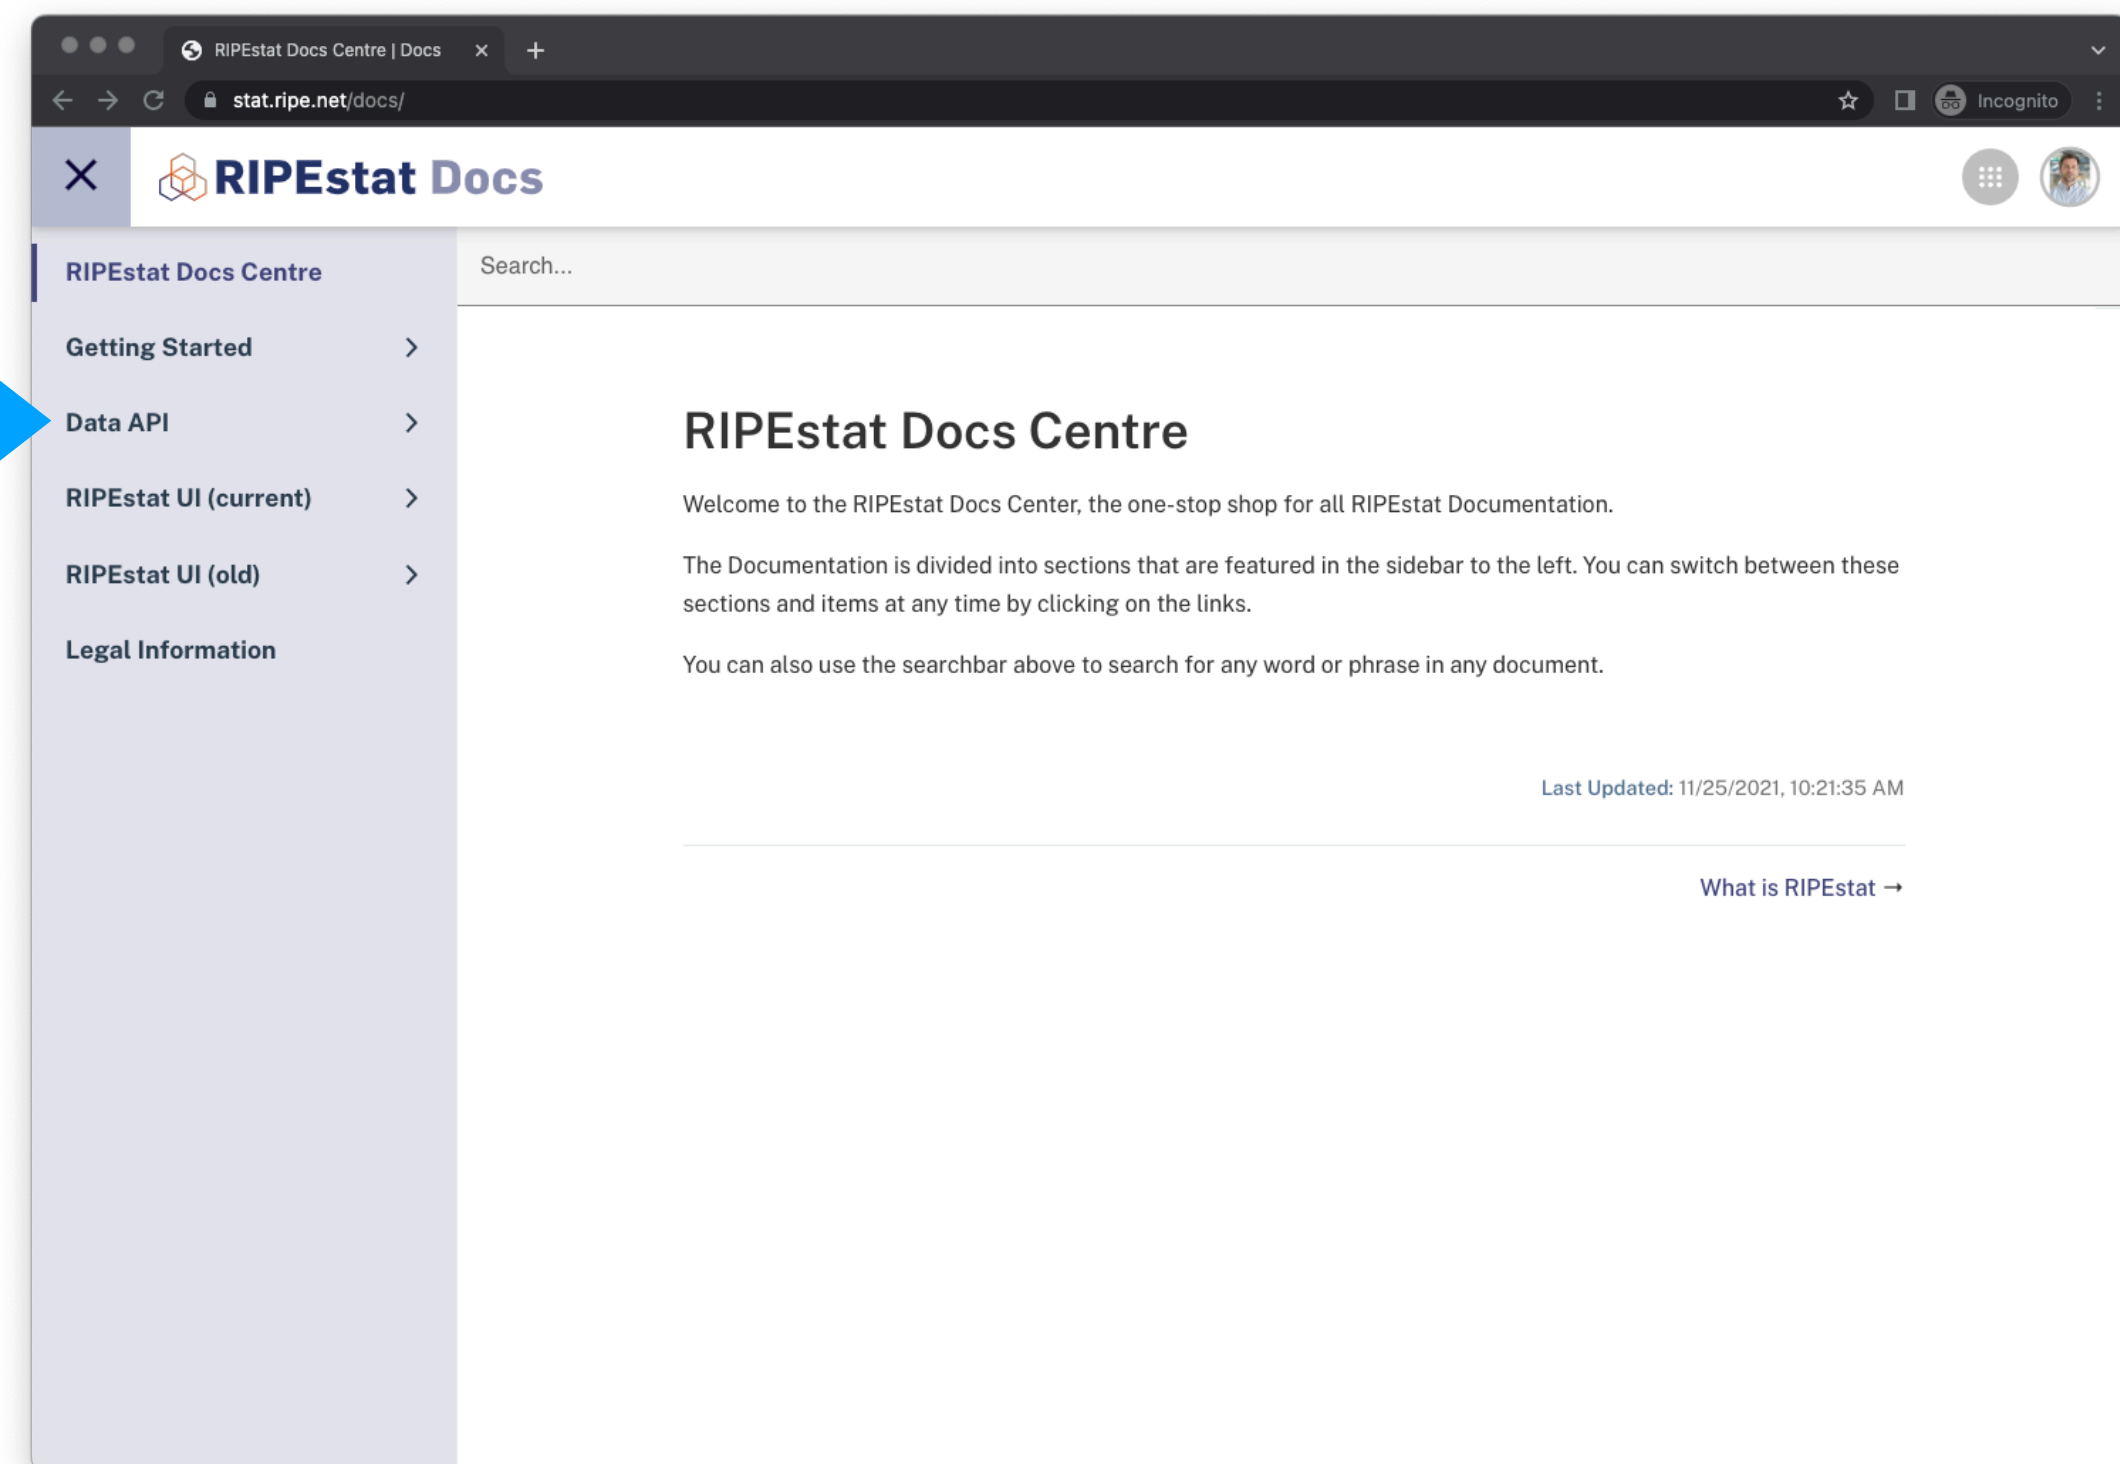 RIPEstat Docs Centre | Docs
stat.ripe.net/docs/
Incognito
RIPEstat Docs
RIPEstat Docs Centre
Getting Started
Data API
RIPEstat UI (current)
RIPEstat UI (old)
Legal Information
Search...
RIPEstat Docs Centre
Welcome to the RIPEstat Docs Center, the one-stop shop for all RIPEstat Documentation.
The Documentation is divided into sections that are featured in the sidebar to the left. You can switch between these
sections and items at any time by clicking on the links.
You can also use the searchbar above to search for any word or phrase in any document.
Last Updated: 11/25/2021, 10:21:35 AM
What is RIPEstat →